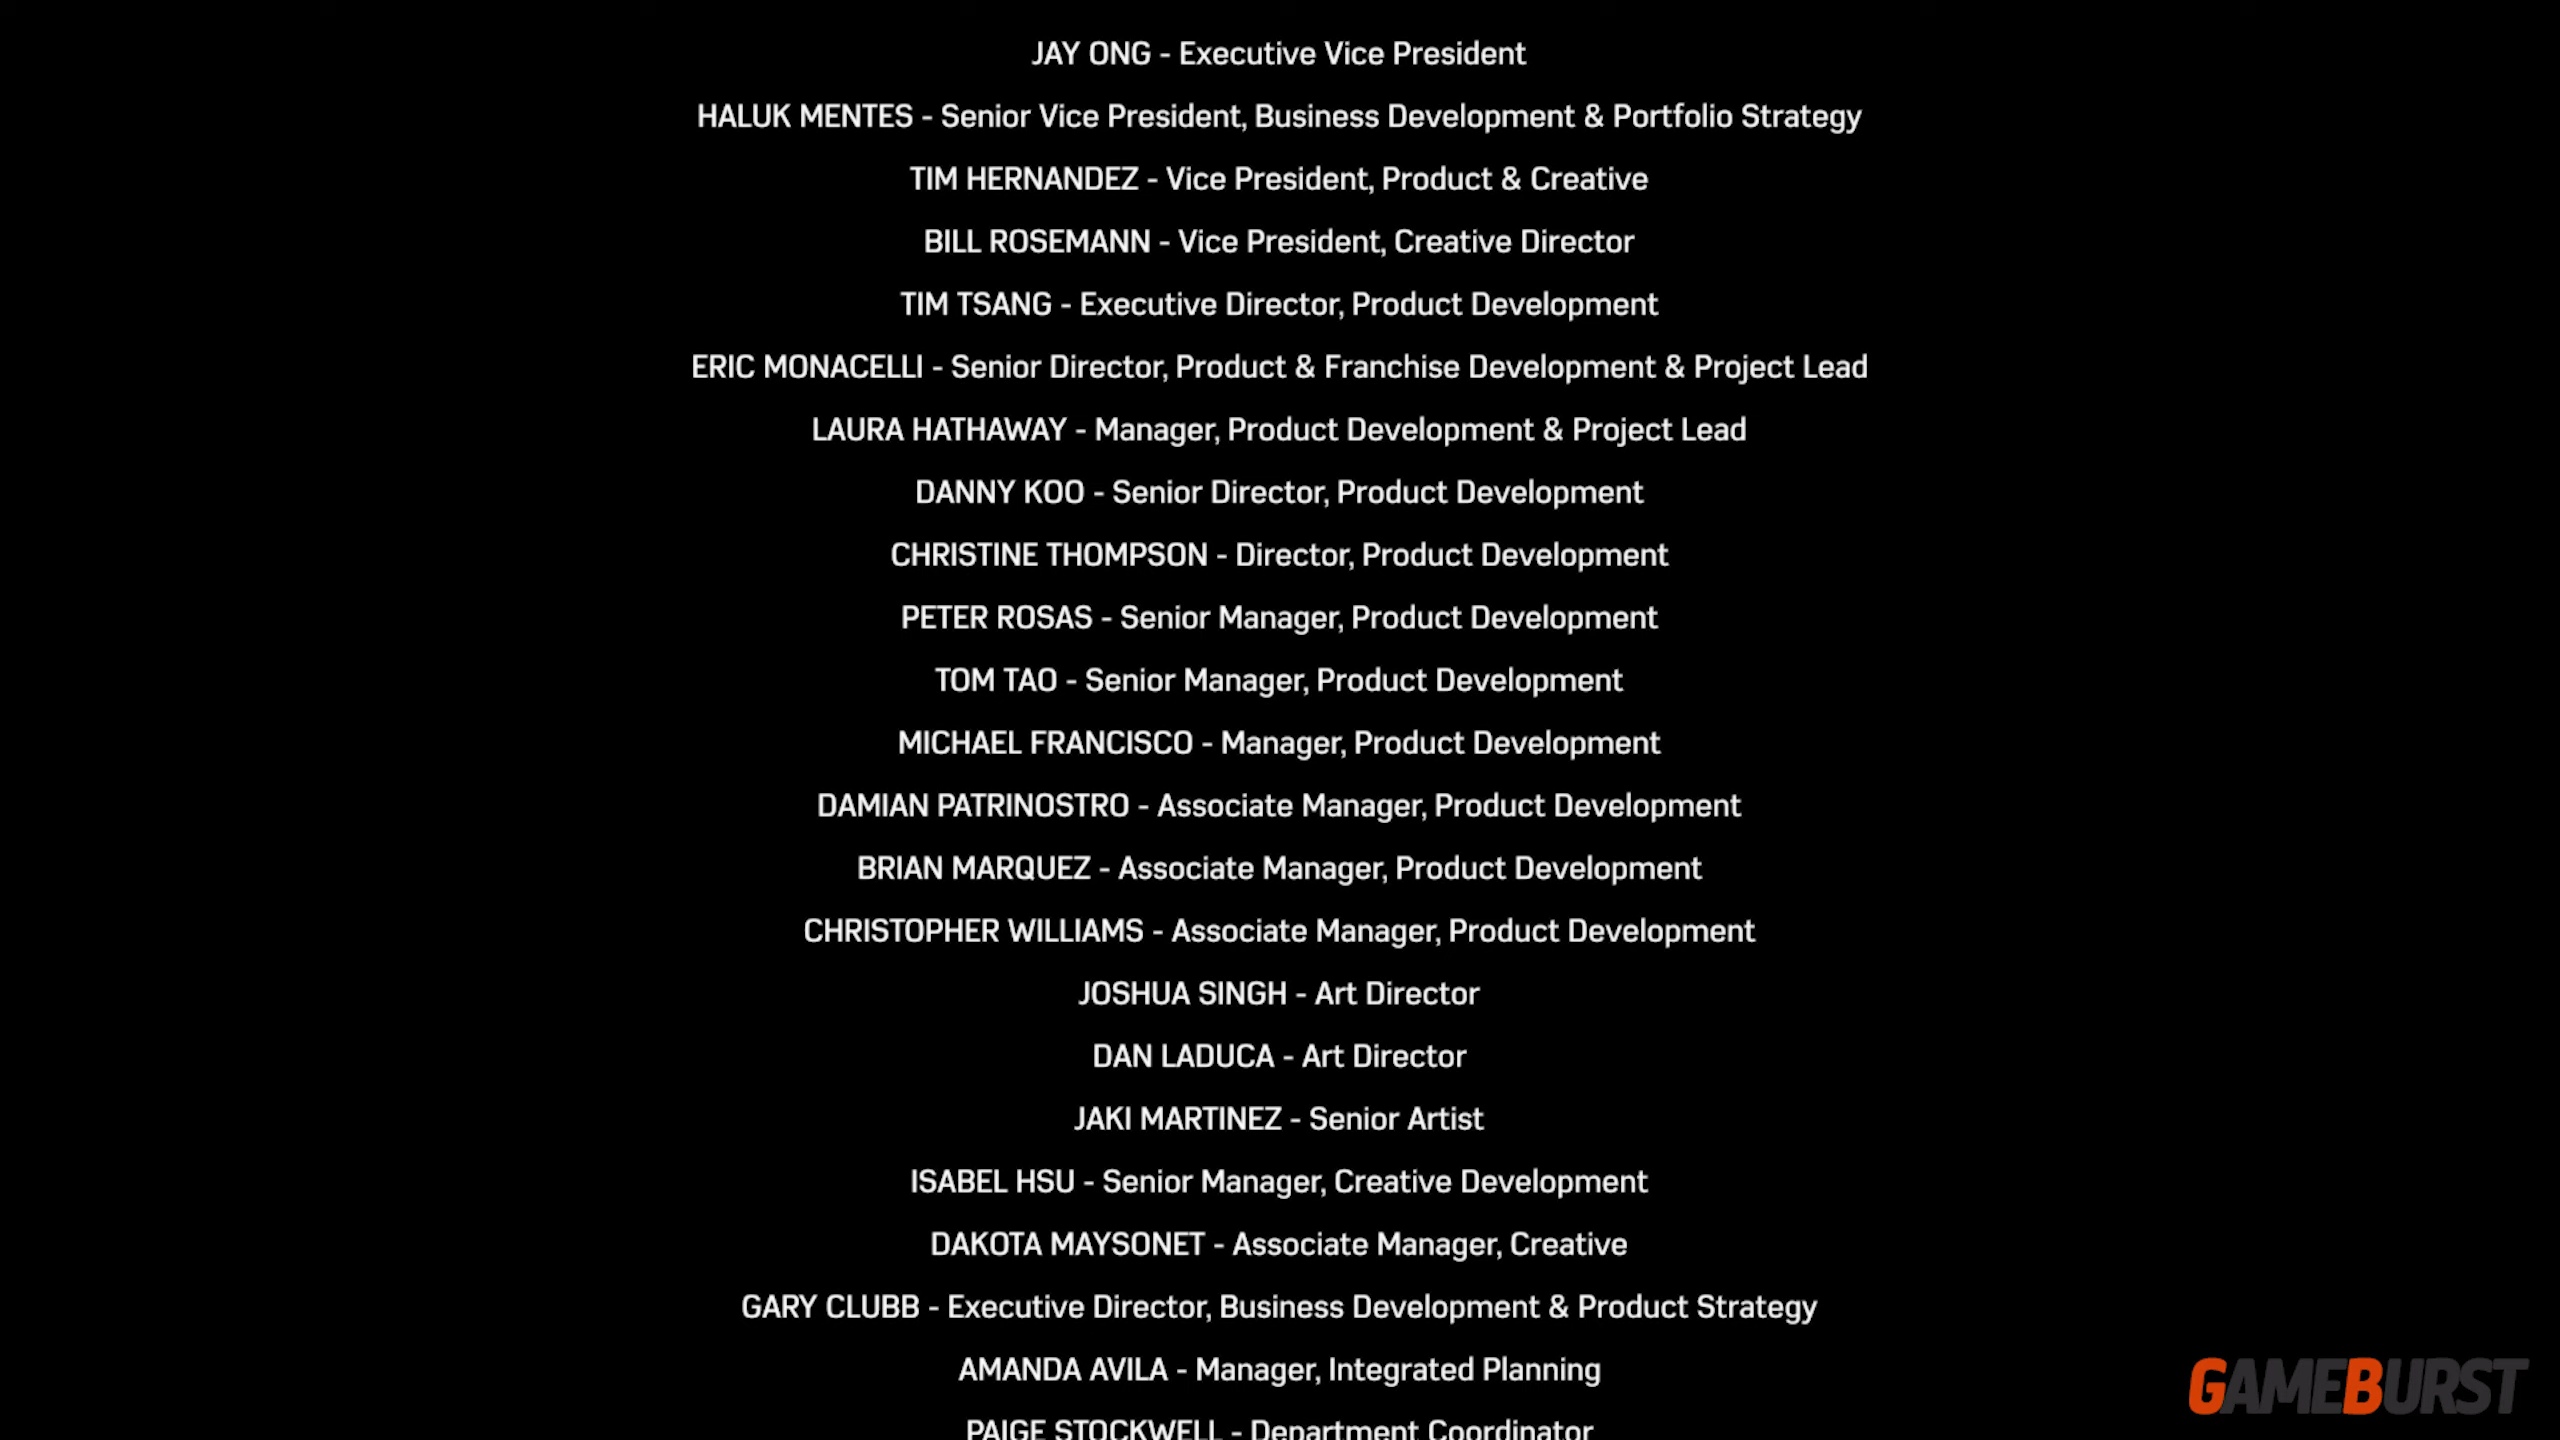 JAY ONG - Executive Vice President
HALUK MENTES - Senior Vice President, Business Development & Portfolio Strategy
TIM HERNANDEZ - Vice President, Product & Creative
BILL ROSEMANN - Vice President, Creative Director
TIM TSANG - Executive Director, Product Development
ERIC MONACELLI - Senior Director, Product & Franchise Development & Project Lead
LAURA HATHAWAY - Manager, Product Development & Project Lead
DANNY KOO - Senior Director, Product Development
CHRISTINE THOMPSON - Director, Product Development
PETER ROSAS - Senior Manager, Product Development
TOM TAO - Senior Manager, Product Development
MICHAEL FRANCISCO - Manager, Product Development
DAMIAN PATRINOSTRO - Associate Manager, Product Development
BRIAN MARQUEZ - Associate Manager, Product Development
CHRISTOPHER WILLIAMS - Associate Manager, Product Development
JOSHUA SINGH - Art Director
DAN LADUCA - Art Director
JAKI MARTINEZ - Senior Artist
ISABEL HSU - Senior Manager, Creative Development
DAKOTA MAYSONET - Associate Manager, Creative
GARY CLUBB - Executive Director, Business Development & Product Strategy
AMANDA AVILA - Manager, Integrated Planning
PAIGE STOCKWELL - Department Coordinator
GAMEBURST